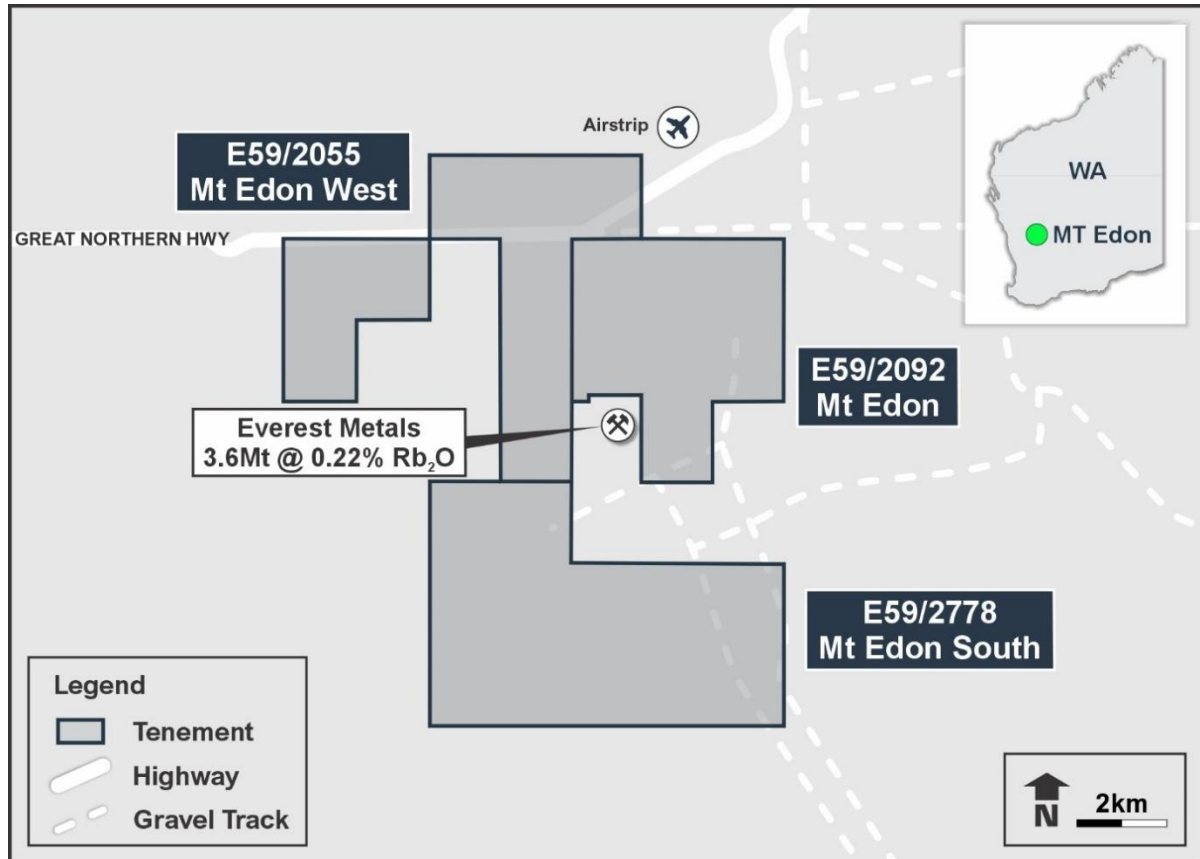 Airstrip
E59/2055
Mt Edon West
WA
GREAT NORTHERN HWY
MT Edon
E59/2092
Mt Edon
Everest Metals
3.6Mt @ 0.22% Rb₂O
E59/2778
Mt Edon South
Legend
Tenement
Highway
Gravel Track
N
2km